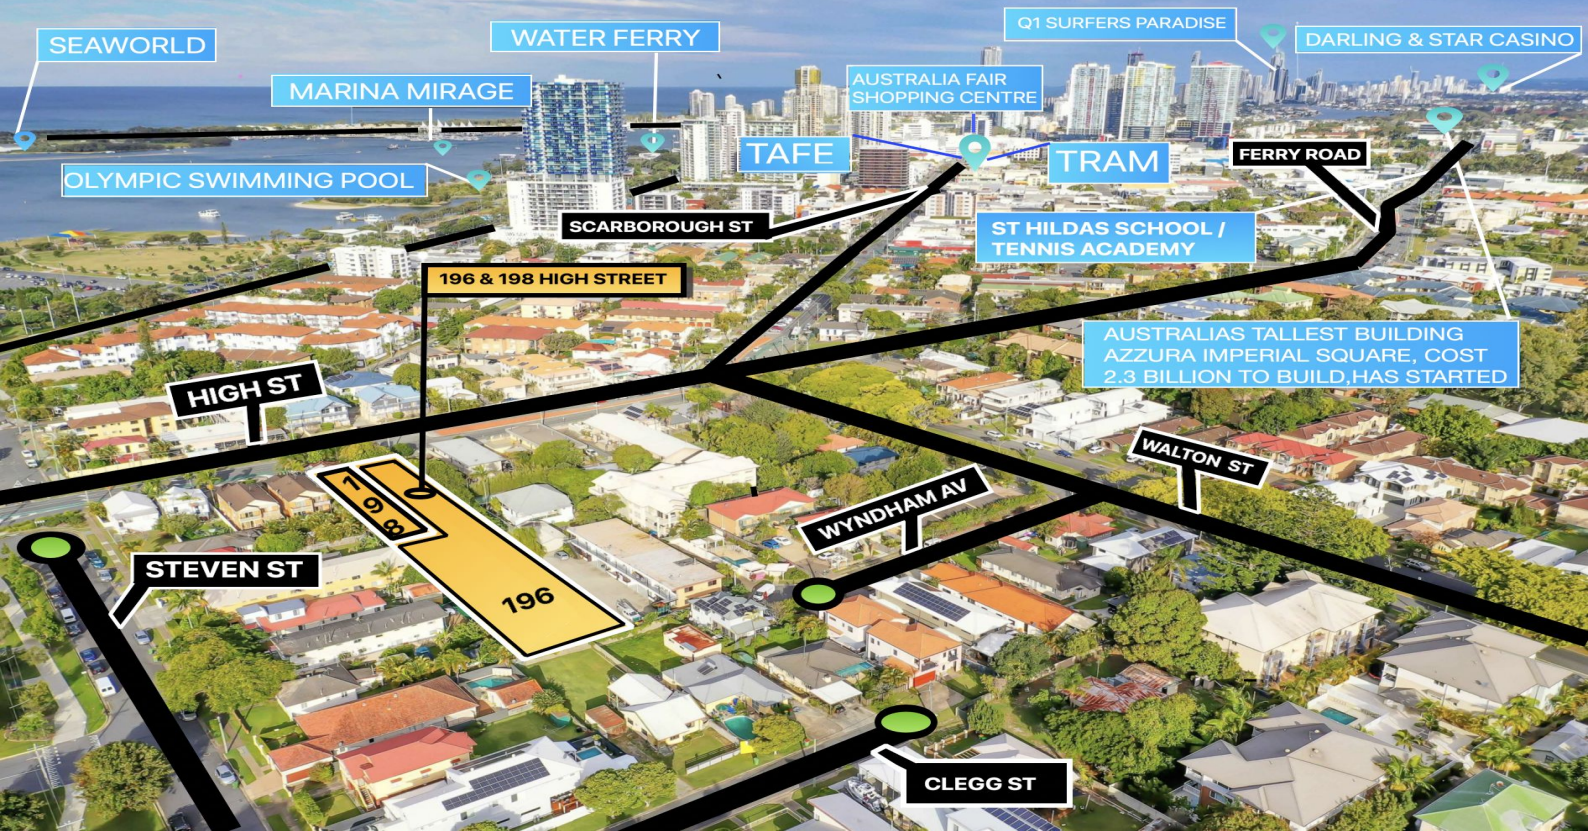 SEAWORLD
WATER FERRY
Q1 SURFERS PARADISE
DARLING & STAR CASINO
MARINA MIRAGE
AUSTRALIA FAIR
SHOPPING CENTRE
OLYMPIC SWIMMING POOL
TAFE
TRAM
FERRY ROAD
SCARBOROUGH ST
ST HILDAS SCHOOL /
TENNIS ACADEMY
196 & 198 HIGH STREET
AUSTRALIAS TALLEST BUILDING
AZZURA IMPERIAL SQUARE, COST
2.3 BILLION TO BUILD,HAS STARTED
HIGH ST
WALTON ST
198
WYNDHAM AV
STEVEN ST
196
CLEGG ST